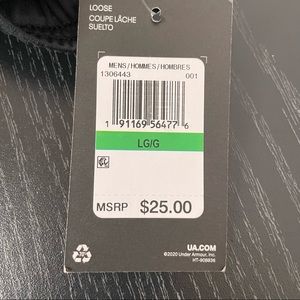 LOOSE
COUPE LÂCHE
SUELTO
MENS/HOMMES/HOMBRES
1306443 001
1 91169 56477 6
LG/G
MSRP $25.00
UA.COM
©2020 Under Armour, Inc.
HT-908936